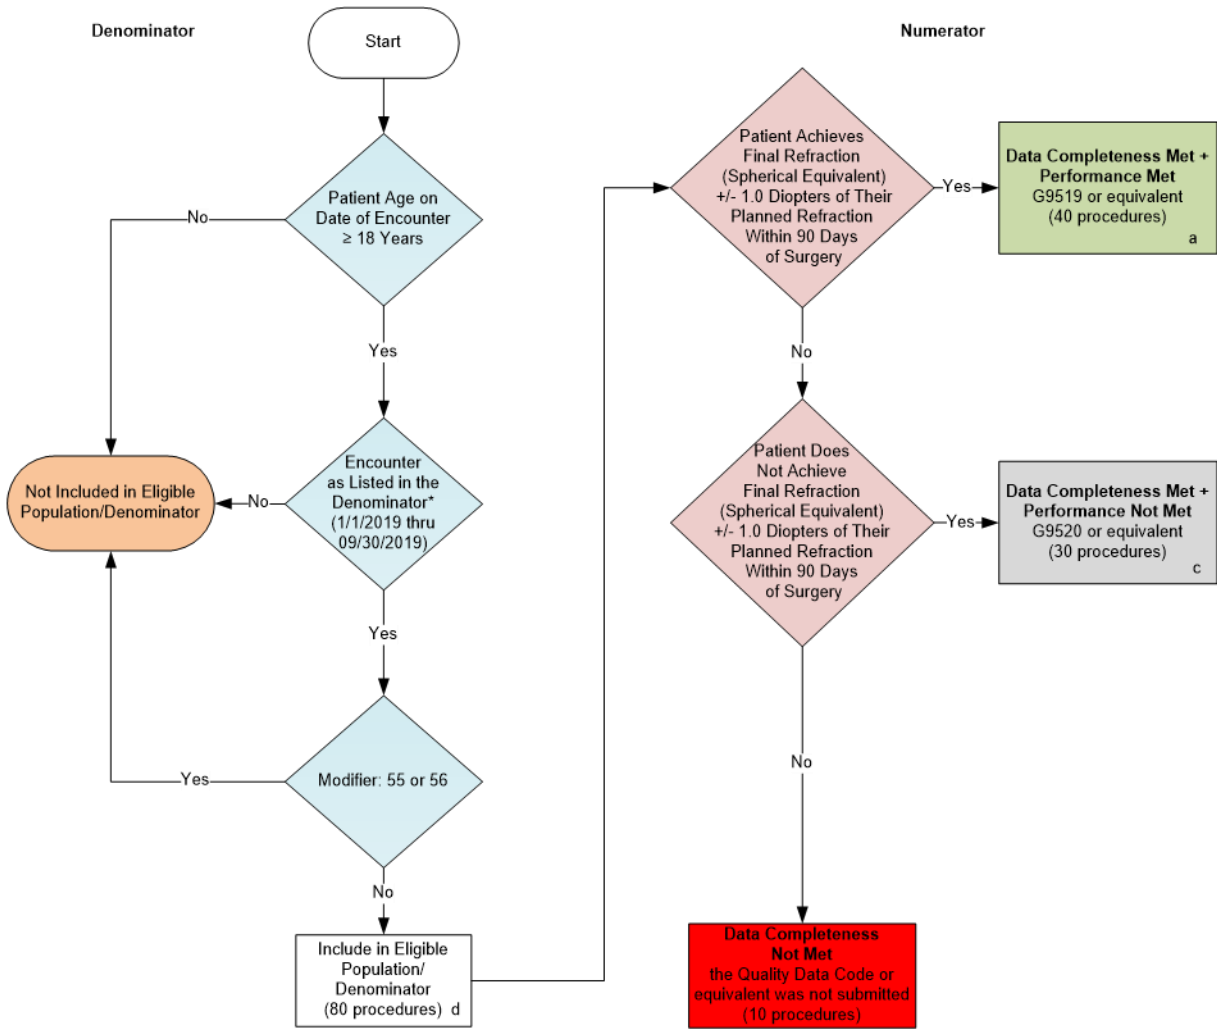 Denominator
Start
Patient Age on
Date of Encounter
≥ 18 Years
No
Yes
Encounter
as Listed in the
Denominator*
(1/1/2019 thru
09/30/2019)
No
Not Included in Eligible
Population/Denominator
Yes
Modifier: 55 or 56
Yes
No
Include in Eligible
Population/
Denominator
(80 procedures) d
Numerator
Patient Achieves
Final Refraction
(Spherical Equivalent)
+/- 1.0 Diopters of Their
Planned Refraction
Within 90 Days
of Surgery
Yes
Data Completeness Met +
Performance Met
G9519 or equivalent
(40 procedures)
a
No
Patient Does
Not Achieve
Final Refraction
(Spherical Equivalent)
+/- 1.0 Diopters of Their
Planned Refraction
Within 90 Days
of Surgery
Yes
Data Completeness Met +
Performance Not Met
G9520 or equivalent
(30 procedures)
c
No
Data Completeness
Not Met
the Quality Data Code or
equivalent was not submitted
(10 procedures)